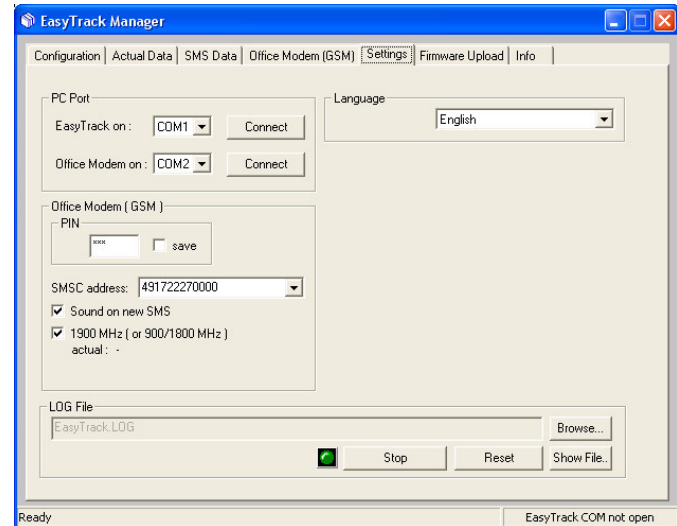 EasyTrack Manager
Configuration Actual Data SMS Data Office Modem (GSM) Settings Firmware Upload Info
PC Port
EasyTrack on : COM1 Connect
Office Modem on : COM2 Connect
Language
English
Office Modem ( GSM )
PIN
*** save
SMSC address: 491722270000
Sound on new SMS
1900 MHz ( or 900/1800 MHz )
actual : -
LOG File
EasyTrack.LOG Browse...
Stop Reset Show File..
Ready EasyTrack COM not open